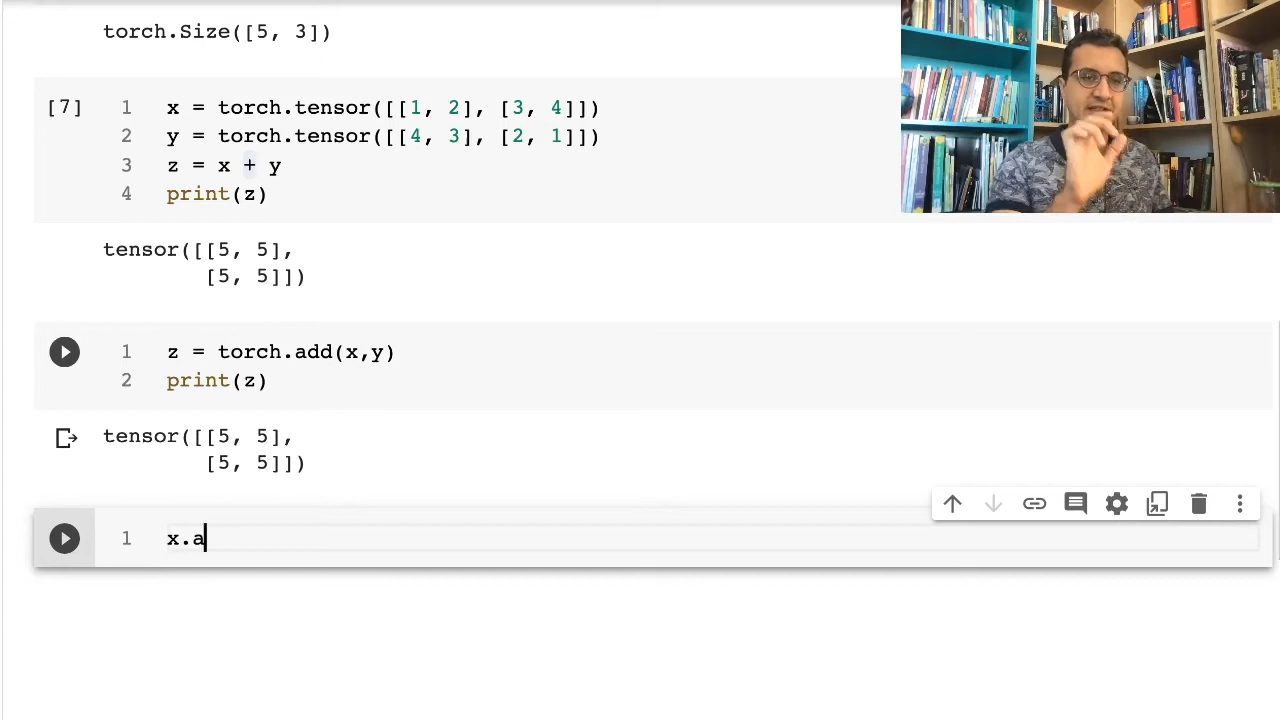 torch.Size([5, 3])
[7] 1 x = torch.tensor([[1, 2], [3, 4]])
2 y = torch.tensor([[4, 3], [2, 1]])
3 z = x + y
4 print(z)
tensor([[5, 5],
[5, 5]])
1 z = torch.add(x,y)
2 print(z)
tensor([[5, 5],
[5, 5]])
1 x.a